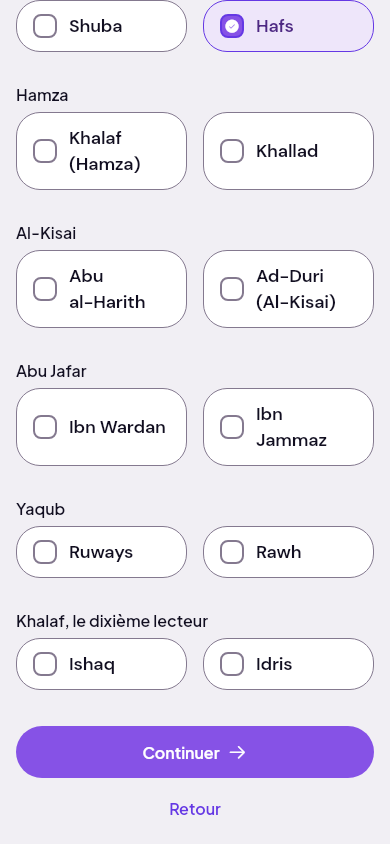 Shuba
Hafs
Hamza
Khalaf
(Hamza)
Khallad
Al-Kisai
Abu
al-Harith
Ad-Duri
(Al-Kisai)
Abu Jafar
Ibn Wardan
Ibn
Jammaz
Yaqub
Ruways
Rawh
Khalaf, le dixième lecteur
Ishaq
Idris
Continuer →
Retour